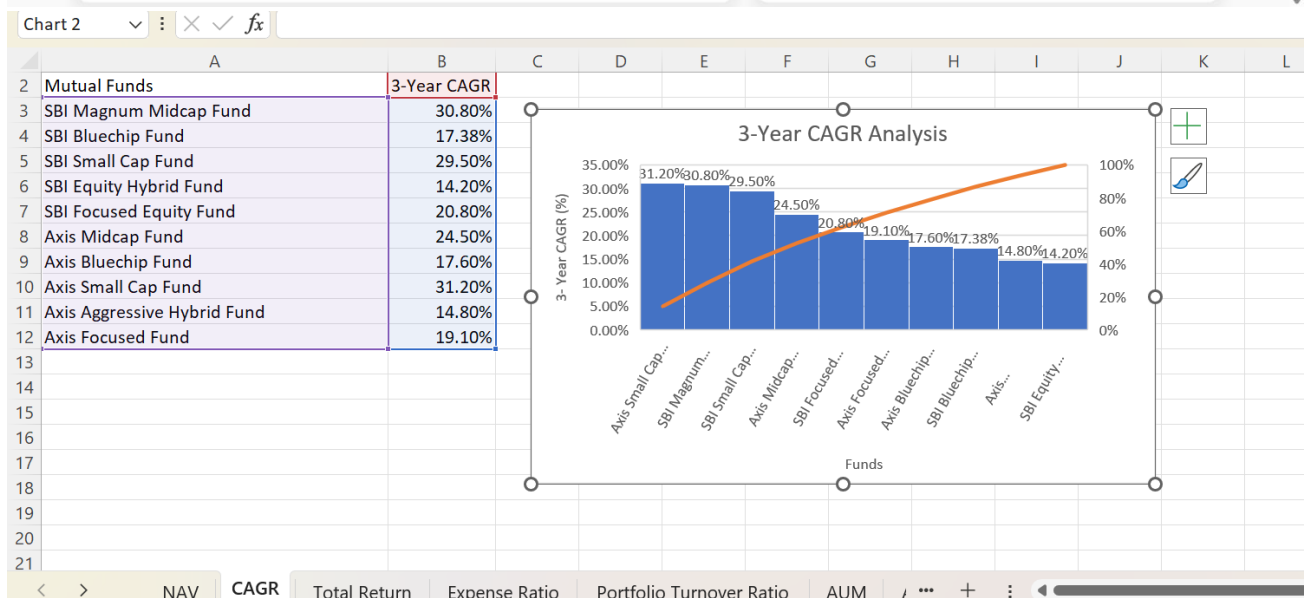 Chart 2
fx
A B C D E F G H I J K L
2 Mutual Funds 3-Year CAGR
3 SBI Magnum Midcap Fund 30.80%
4 SBI Bluechip Fund 17.38%
5 SBI Small Cap Fund 29.50%
6 SBI Equity Hybrid Fund 14.20%
7 SBI Focused Equity Fund 20.80%
8 Axis Midcap Fund 24.50%
9 Axis Bluechip Fund 17.60%
10 Axis Small Cap Fund 31.20%
11 Axis Aggressive Hybrid Fund 14.80%
12 Axis Focused Fund 19.10%
13
14
15
16
17
18
19
20
21
3-Year CAGR Analysis
3- Year CAGR (%)
35.00%
30.00%
25.00%
20.00%
15.00%
10.00%
5.00%
0.00%
31.20% 30.80% 29.50% 24.50% 20.80% 19.10% 17.60% 17.38% 14.80% 14.20%
100%
80%
60%
40%
20%
0%
Axis Small Cap...
SBI Magnum...
SBI Small Cap...
Axis Midcap...
SBI Focused...
Axis Focused...
Axis Bluechip...
SBI Bluechip...
Axis...
SBI Equity...
Funds
NAV CAGR Total Return Expense Ratio Portfolio Turnover Ratio AUM ...